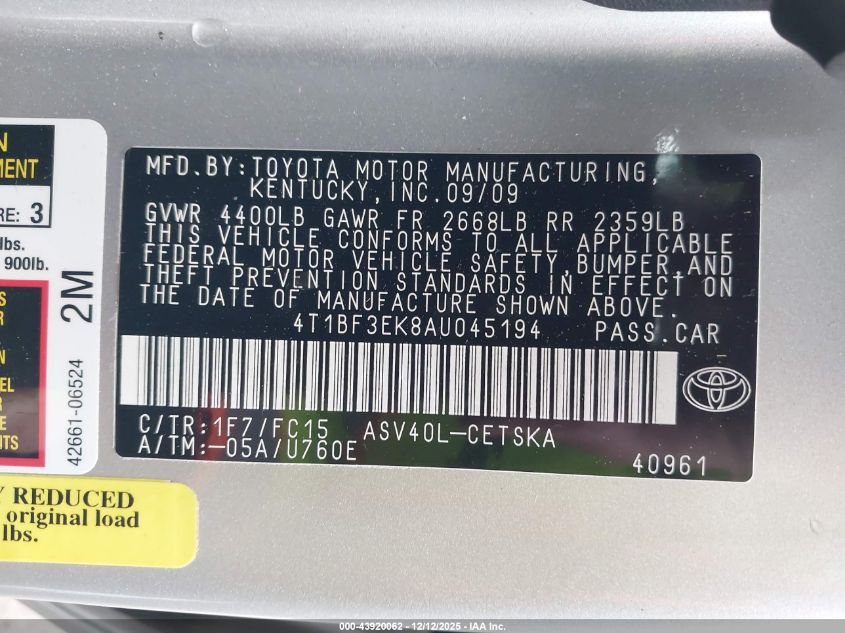 N
MENT
RE: 3
lbs.
900lb.
S
R
N
EL
R
E
NTS
2M
42661-06524
Y REDUCED
original load
lbs.
MFD.BY:TOYOTA MOTOR MANUFACTURING,
KENTUCKY,INC.09/09
GVWR 4400LB GAWR FR 2668LB RR 2359LB
THIS VEHICLE CONFORMS TO ALL APPLICABLE
FEDERAL MOTOR VEHICLE SAFETY,BUMPER,AND
THEFT PREVENTION STANDARDS IN EFFECT ON
THE DATE OF MANUFACTURE SHOWN ABOVE.
4T1BF3EK8AU045194 PASS.CAR
C/TR:1F7/FC15 ASV40L-CETSKA
A/TM:-05A/U760E
40961
000-43920062 - 12/12/2025 - IAA Inc.